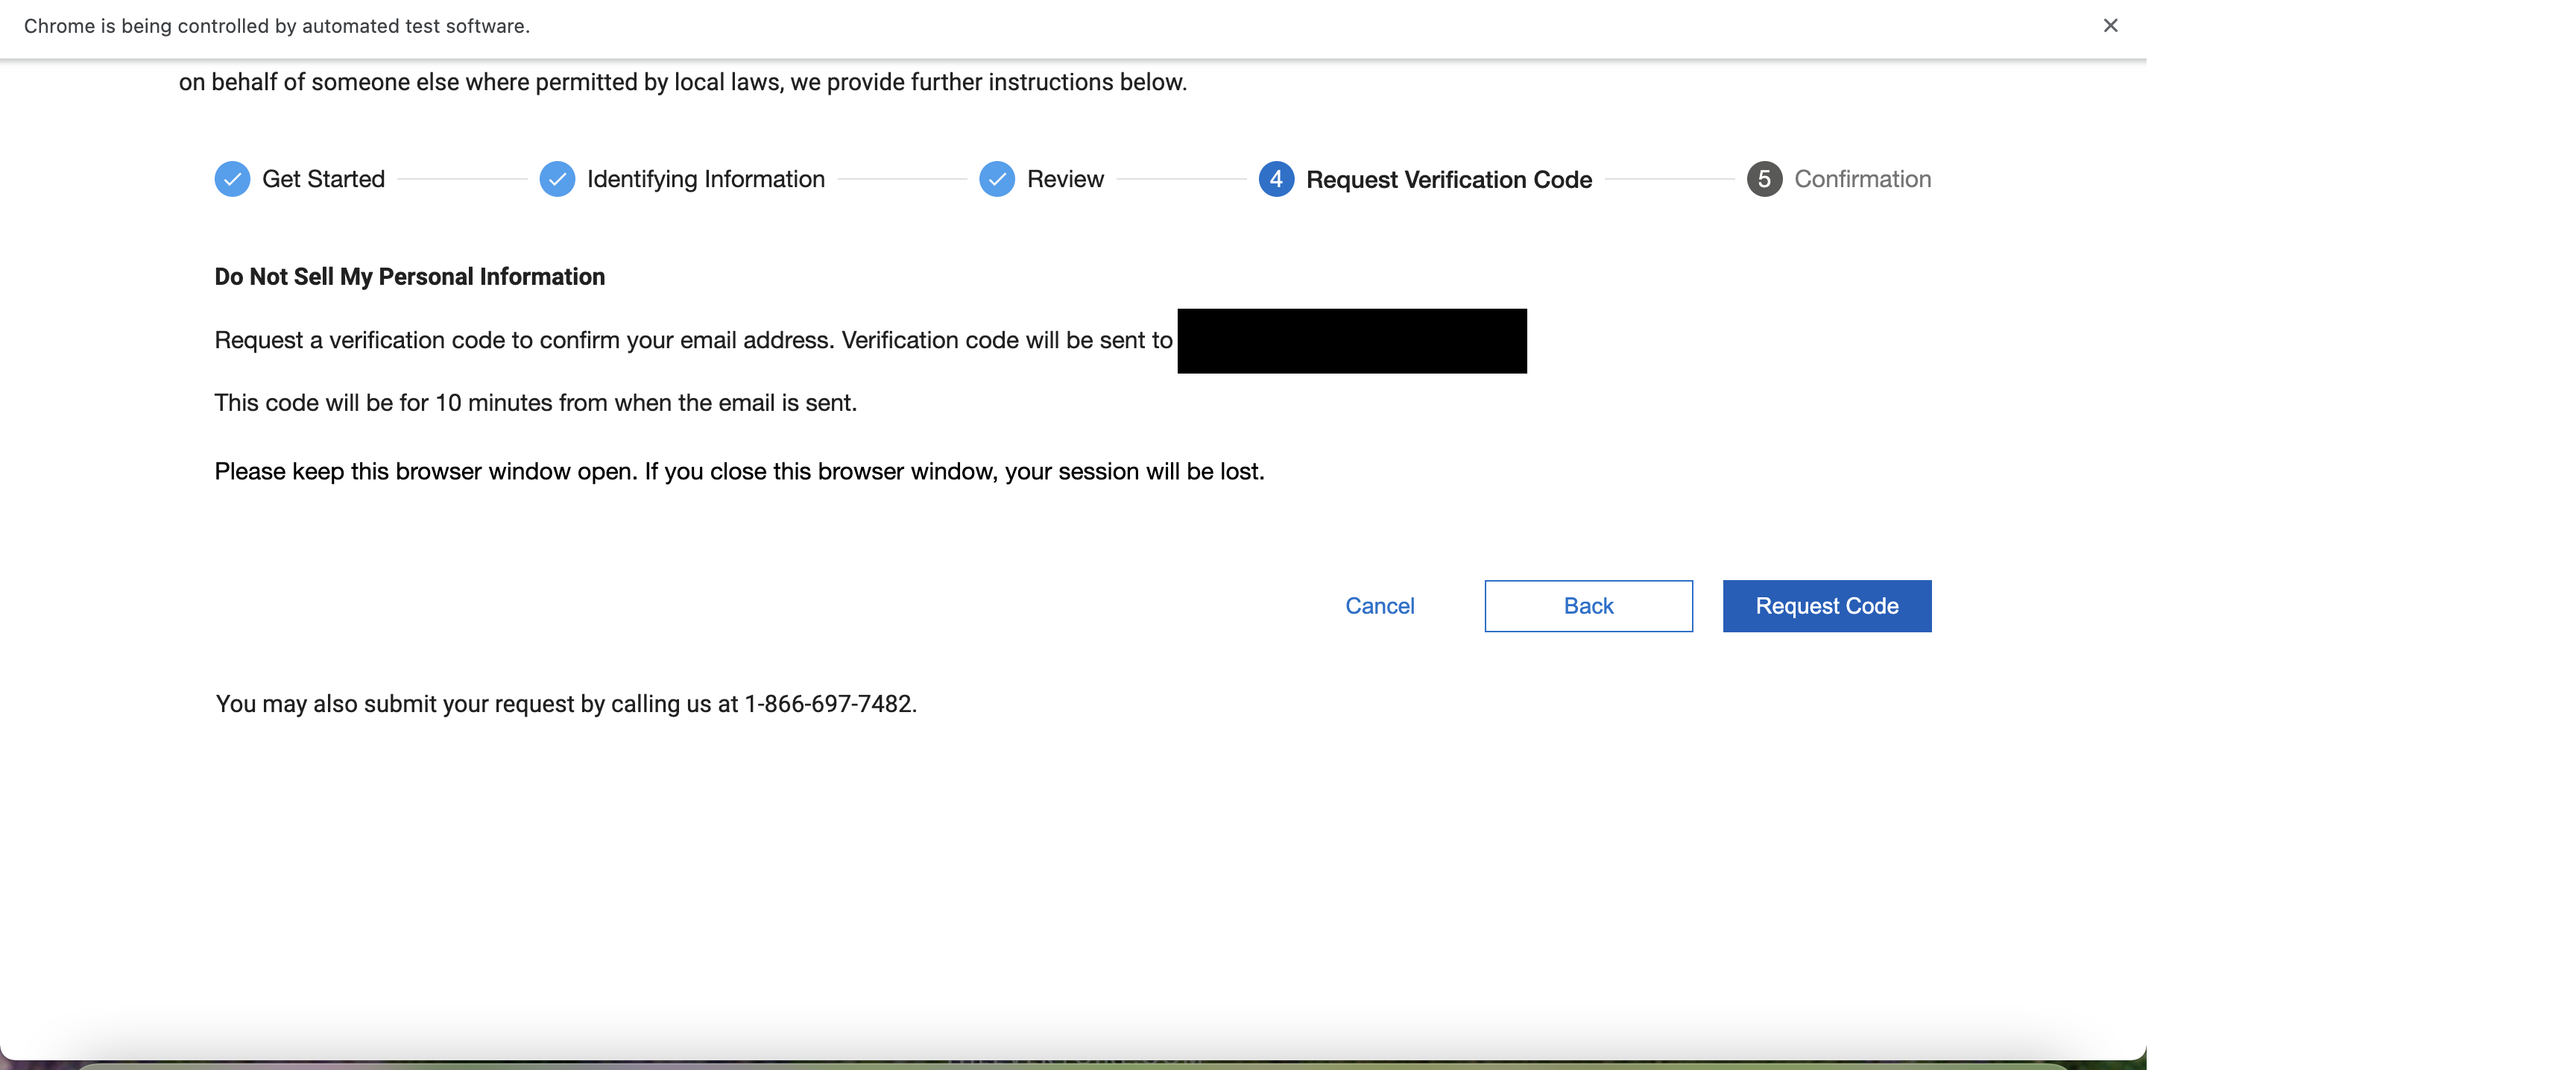 Chrome is being controlled by automated test software.
on behalf of someone else where permitted by local laws, we provide further instructions below.
Get Started Identifying Information Review 4 Request Verification Code 5 Confirmation
Do Not Sell My Personal Information
Request a verification code to confirm your email address. Verification code will be sent to
This code will be for 10 minutes from when the email is sent.
Please keep this browser window open. If you close this browser window, your session will be lost.
Cancel Back Request Code
You may also submit your request by calling us at 1-866-697-7482.